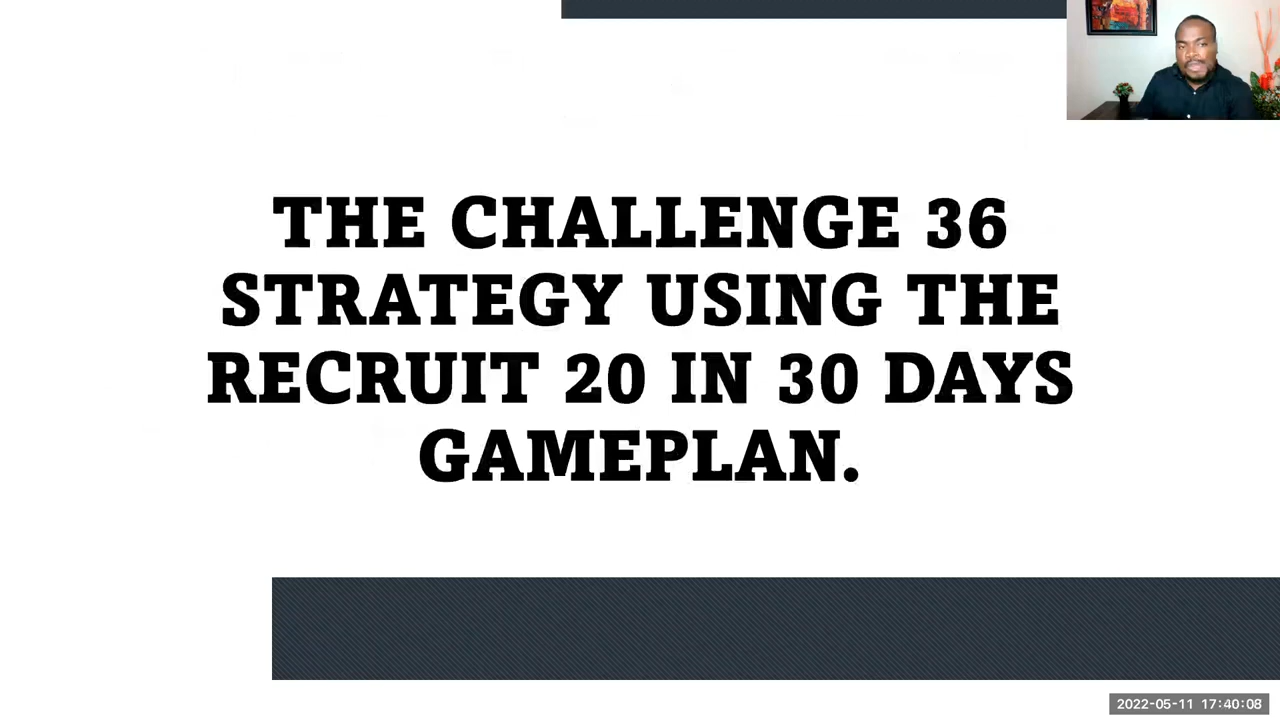 THE CHALLENGE 36
STRATEGY USING THE
RECRUIT 20 IN 30 DAYS
GAMEPLAN.
2022-05-11 17:40:08